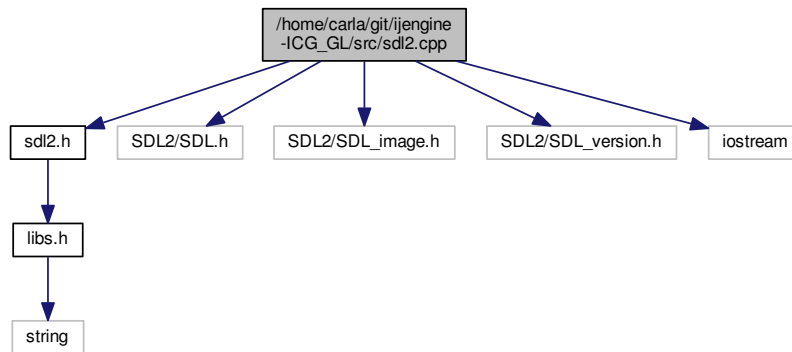 /home/carla/git/ijengine
-ICG_GL/src/sdl2.cpp
sdl2.h
SDL2/SDL.h
SDL2/SDL_image.h
SDL2/SDL_version.h
iostream
libs.h
string